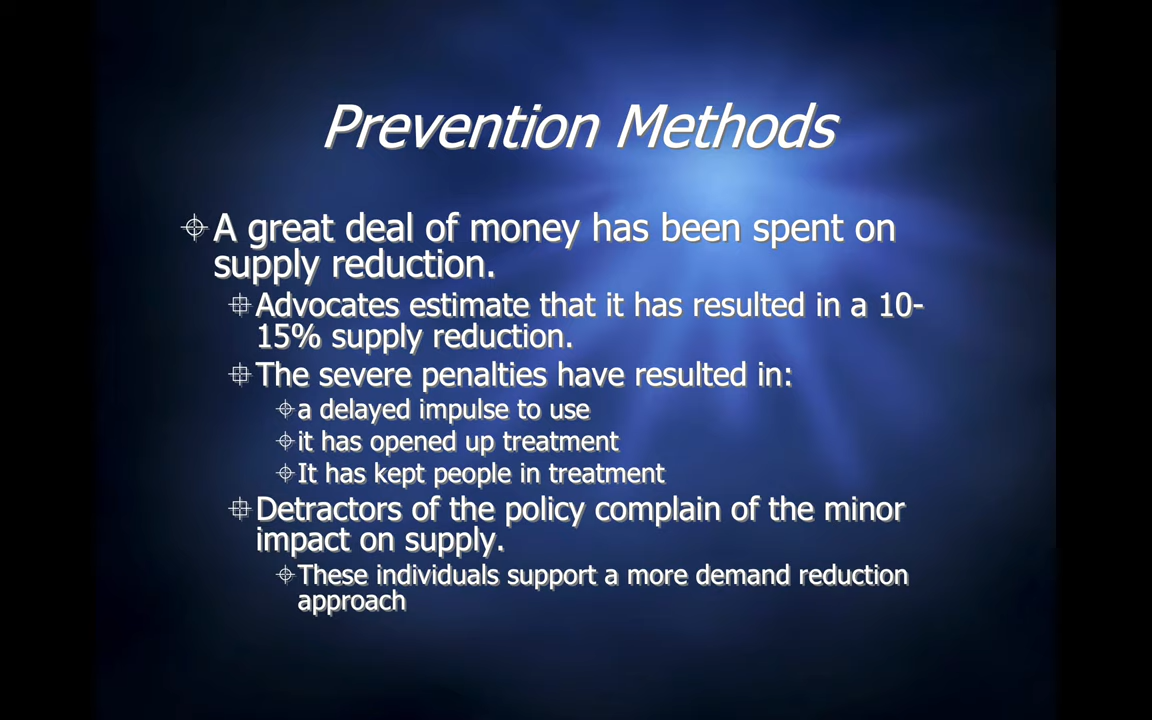 Prevention Methods
A great deal of money has been spent on
supply reduction.
Advocates estimate that it has resulted in a 10-
15% supply reduction.
The severe penalties have resulted in:
a delayed impulse to use
it has opened up treatment
It has kept people in treatment
Detractors of the policy complain of the minor
impact on supply.
These individuals support a more demand reduction
approach